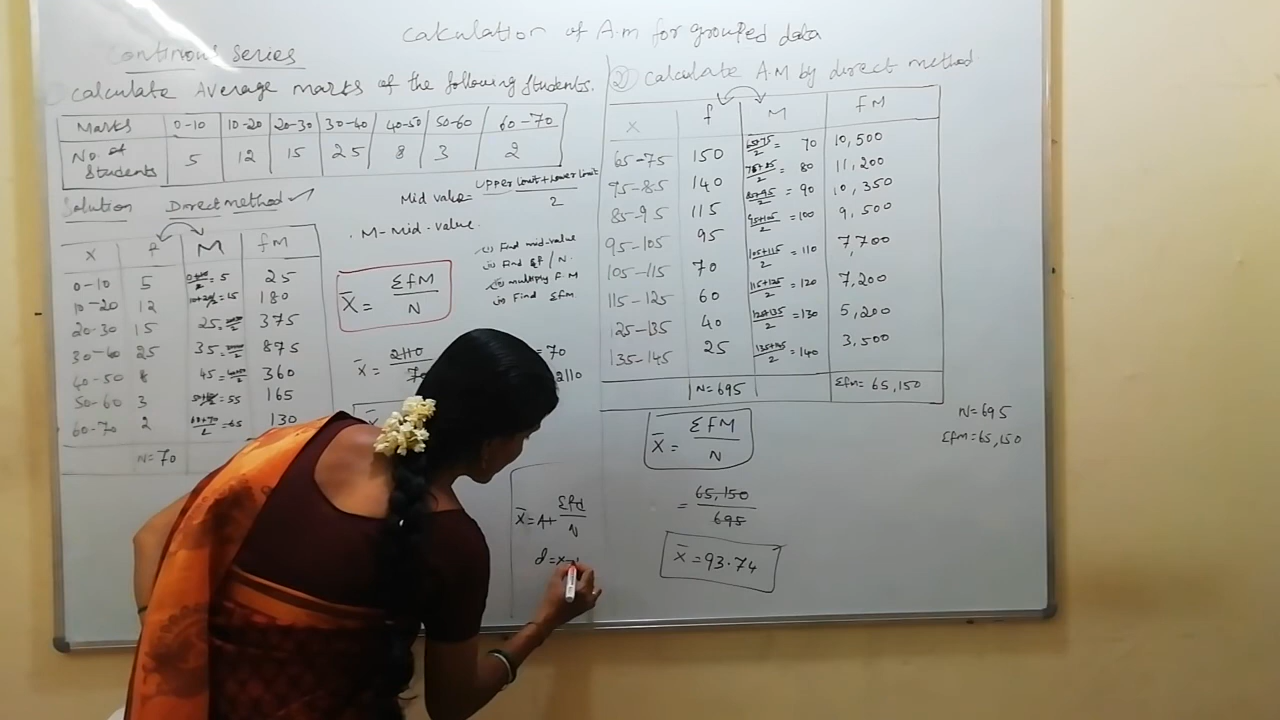 Calculation of A.m for grouped data
Continous Series
Calculate Average marks of the following Students.
Marks 0-10 10-20 20-30 30-40 40-50 50-60 60-70
No. of Students 5 12 15 25 8 3 2
Solution Direct method ✓
Mid value = Upper limit + Lower limit / 2
. M-Mid-value.
i) Find mid-value
ii) Find Σf / N.
iii) multiply F.M
iv) Find Σfm
X F M fM
0-10 5 = 5 25
10-20 12 = 15 180
20-30 15 25 = 375
30-40 25 35 = 875
40-50 8 45 = 360
50-60 3 = 55 165
60-70 2 60+70/2 = 65 130
N=70
X̄ = ΣfM / N
X̄ = 2110 / 70
= 70
2110
X̄ = A+ Σfd / N
d = x-
2) Calculate A.M by direct method
X f M FM
65-75 150 65+75/2 = 70 10,500
75-85 140 75+85/2 = 80 11,200
85-95 115 85+95/2 = 90 10,350
95-105 95 95+105/2 = 100 9,500
105-115 70 105+115/2 = 110 7,700
115-125 60 115+125/2 = 120 7,200
125-135 40 125+135/2 = 130 5,200
135-145 25 135+145/2 = 140 3,500
N=695 Σfm= 65,150
N=695
Σfm=65,150
X̄ = ΣfM / N
= 65,150 / 695
X̄ = 93.74